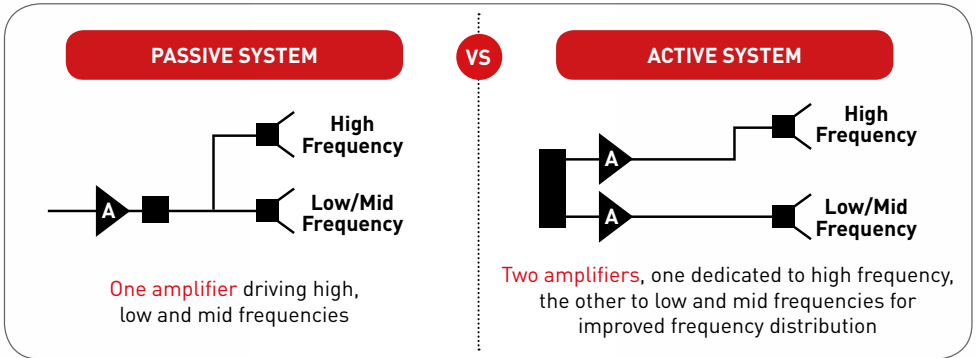 PASSIVE SYSTEM
High
Frequency
A
Low/Mid
Frequency
One amplifier driving high,
low and mid frequencies
VS
ACTIVE SYSTEM
High
Frequency
A
A
Low/Mid
Frequency
Two amplifiers, one dedicated to high frequency,
the other to low and mid frequencies for
improved frequency distribution